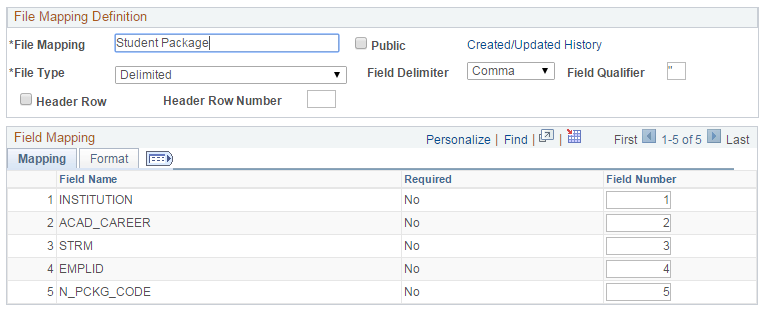 File Mapping Definition
*File Mapping Student Package Public Created/Updated History
*File Type Delimited Field Delimiter Comma Field Qualifier "
Header Row Header Row Number
Field Mapping Personalize | Find | | First 1-5 of 5 Last
Mapping Format
Field Name Required Field Number
1 INSTITUTION No 1
2 ACAD_CAREER No 2
3 STRM No 3
4 EMPLID No 4
5 N_PCKG_CODE No 5